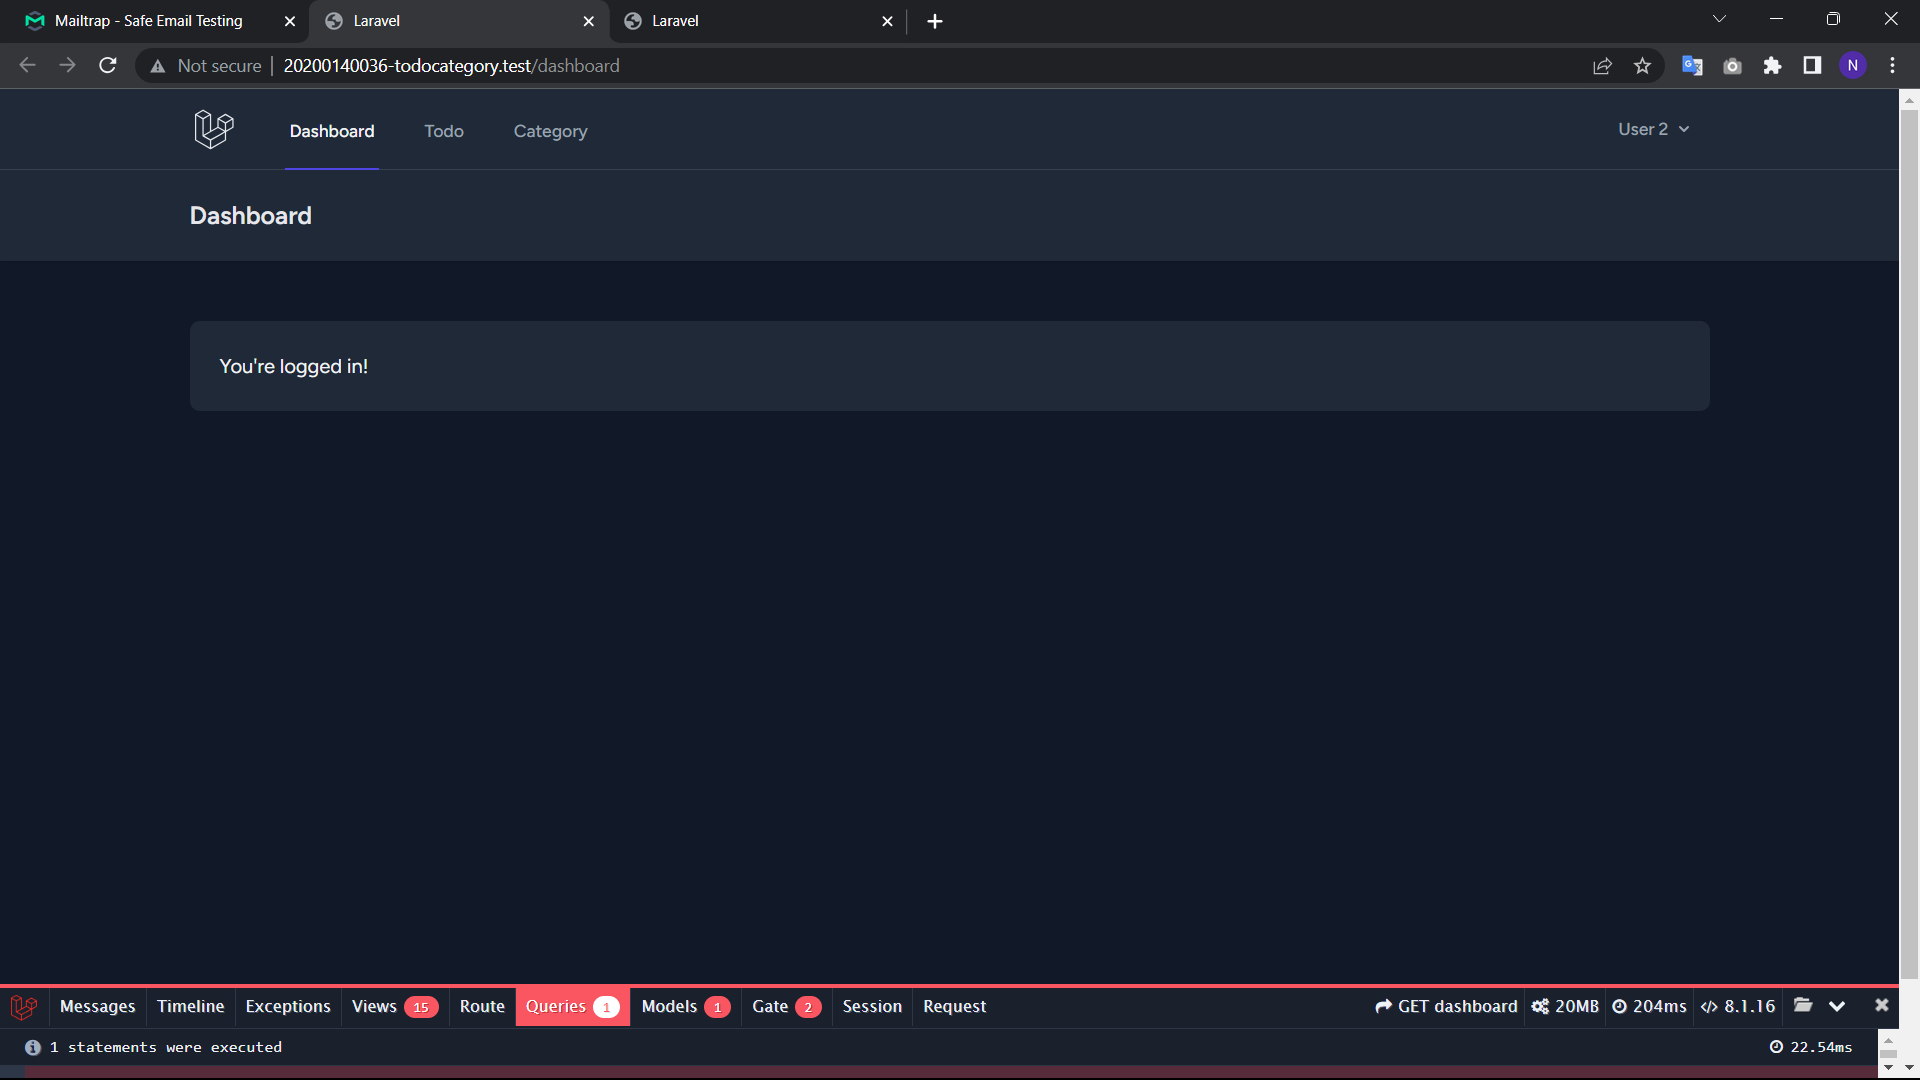 Mailtrap - Safe Email Testing
Laravel
Laravel
Not secure
20200140036-todocategory.test/dashboard
N
Dashboard
Todo
Category
User 2
Dashboard
You're logged in!
Messages
Timeline
Exceptions
Views 15
Route
Queries 1
Models 1
Gate 2
Session
Request
GET dashboard
20MB
204ms
8.1.16
1 statements were executed
22.54ms